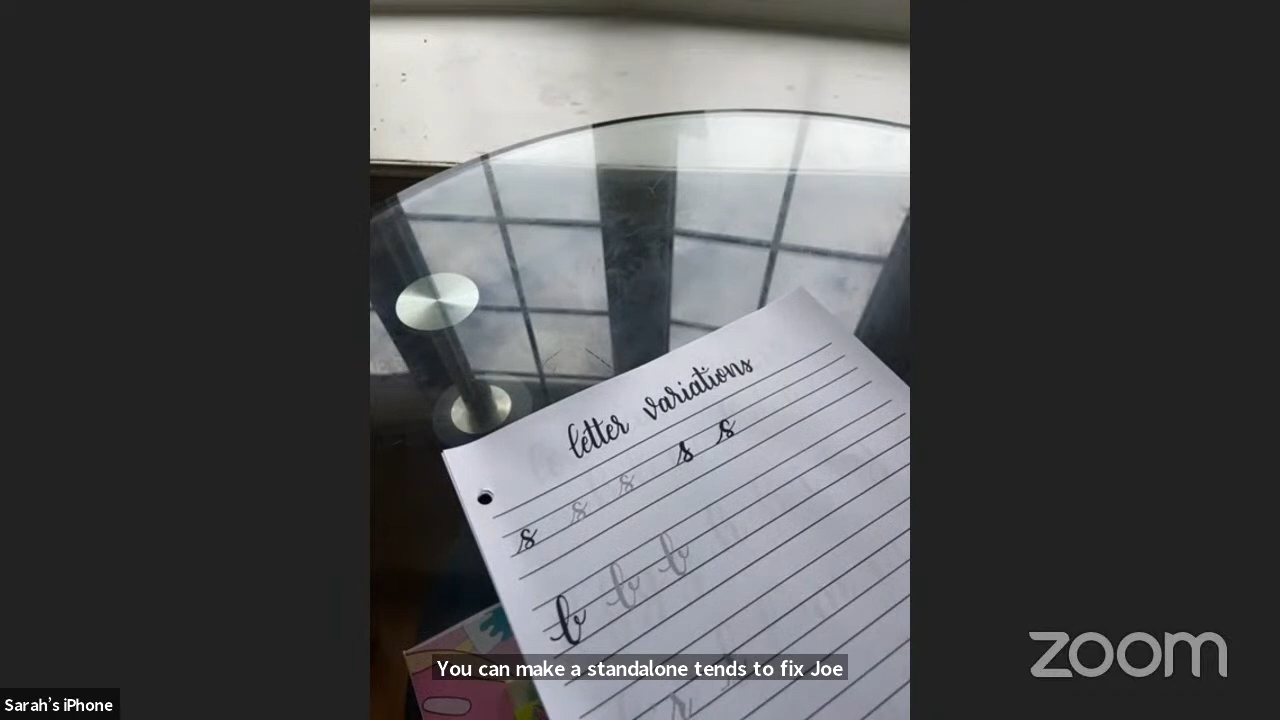 letter variations
s s s s s
b b b
You can make a standalone tends to fix Joe
zoom
Sarah's iPhone